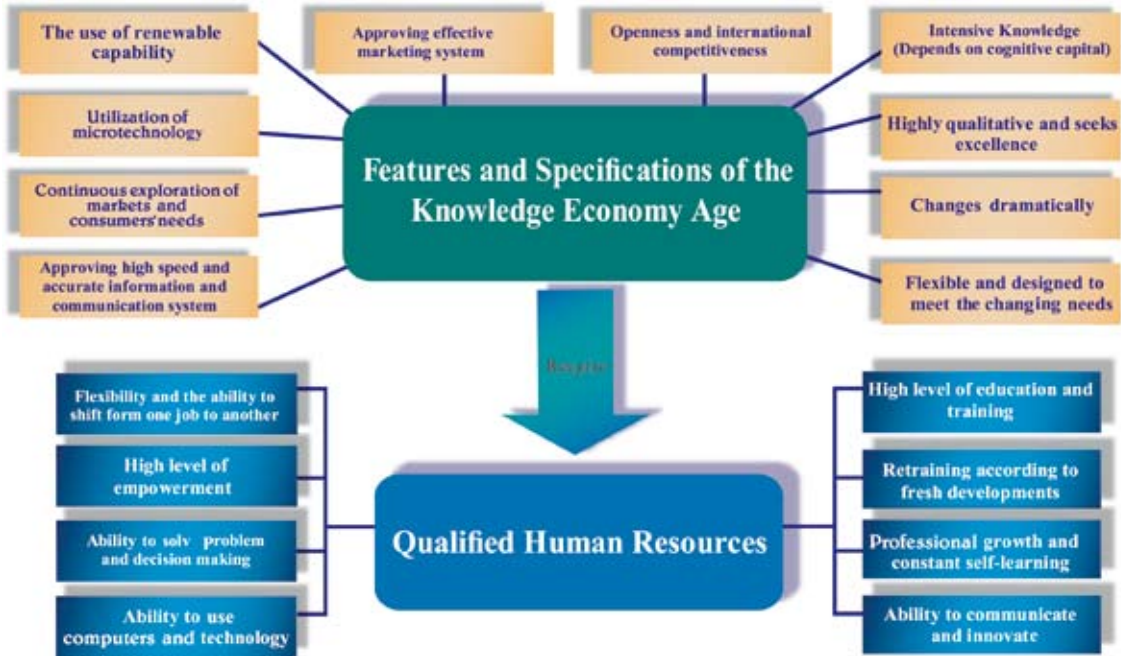 The use of renewable
capability
Approving effective
marketing system
Openness and international
competitiveness
Intensive Knowledge
(Depends on cognitive capital)
Utilization of
microtechnology
Highly qualitative and seeks
excellence
Continuous exploration of
markets and
consumers'needs
Changes dramatically
Approving high speed and
accurate information and
communication system
Flexible and designed to
meet the changing needs
Features and Specifications of the
Knowledge Economy Age
Flexibility and the ability to
shift form one job to another
High level of
empowerment
Ability to solv problem
and decision making
Ability to use
computers and technology
Qualified Human Resources
High level of education and
training
Retraining according to
fresh developments
Professional growth and
constant self-learning
Ability to communicate
and innovate